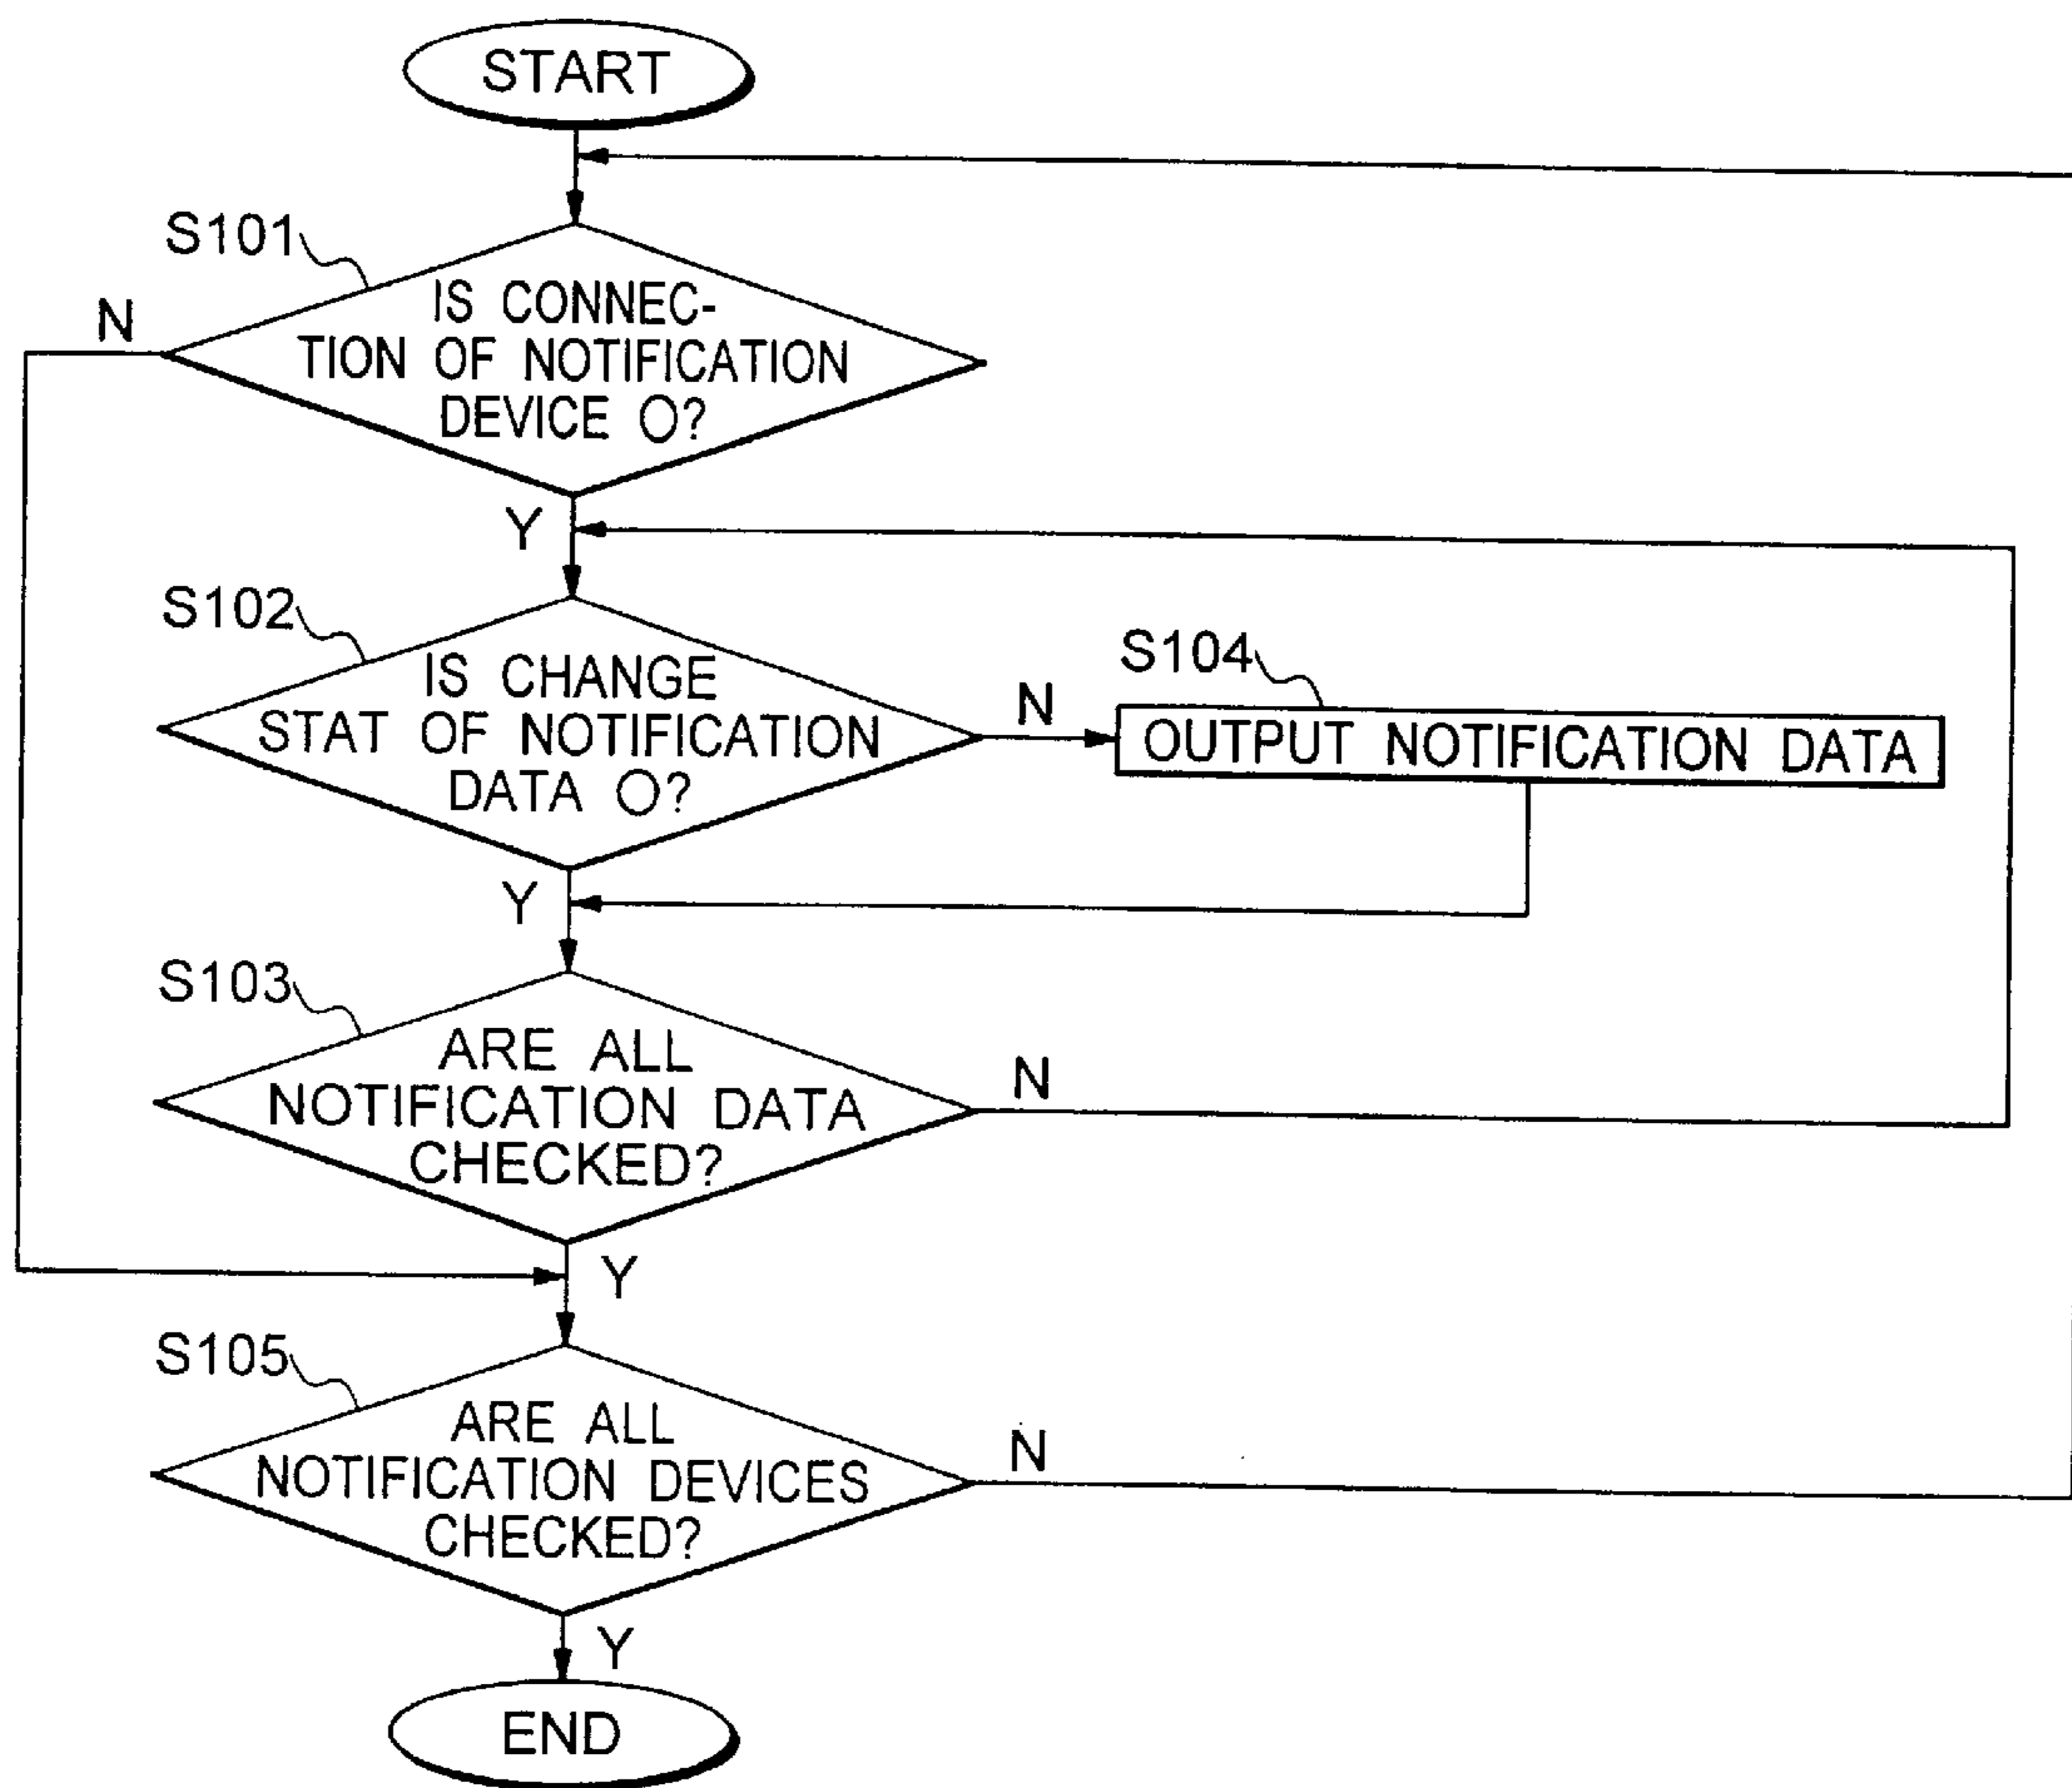 START
S101
N
IS CONNEC-
TION OF NOTIFICATION
DEVICE O?
Y
S102
IS CHANGE
STAT OF NOTIFICATION
DATA O?
N
S104
OUTPUT NOTIFICATION DATA
Y
S103
ARE ALL
NOTIFICATION DATA
CHECKED?
N
Y
S105
ARE ALL
NOTIFICATION DEVICES
CHECKED?
N
Y
END